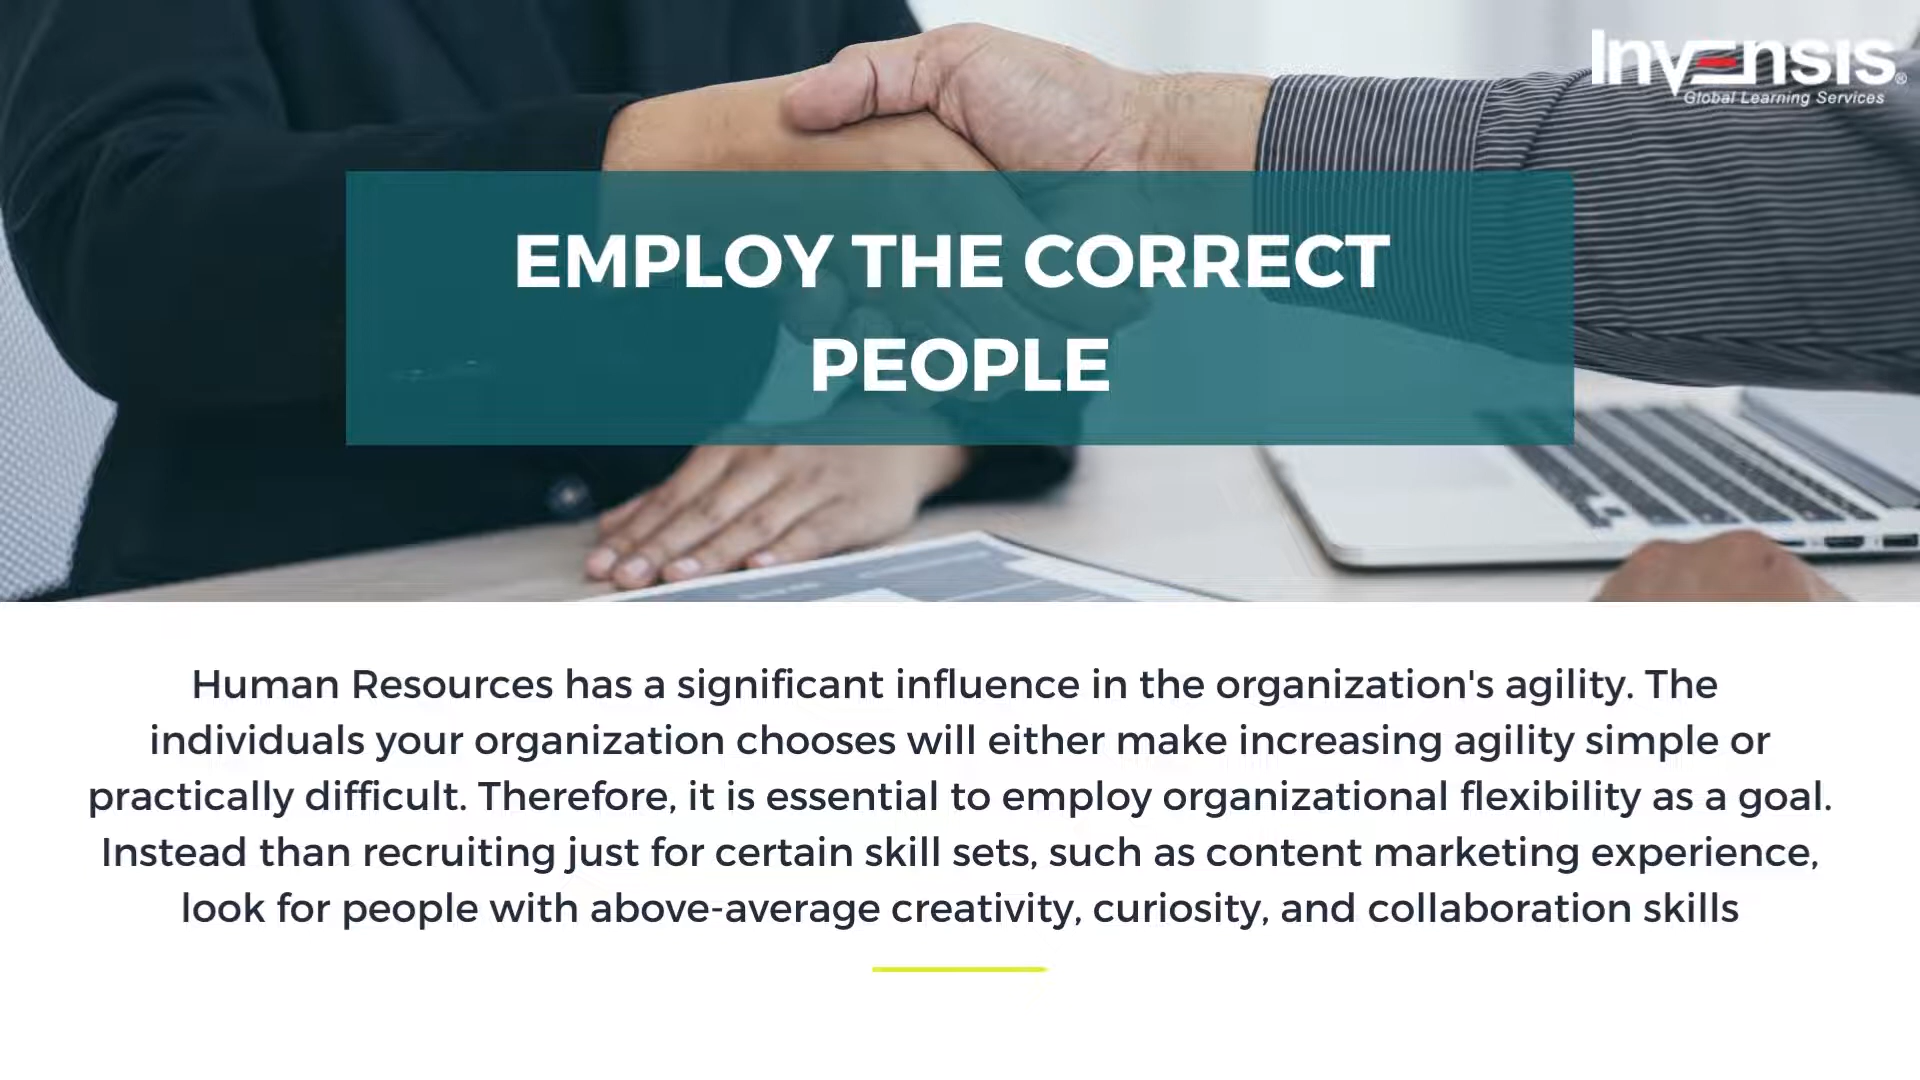 Invensis®
Global Learning Services
EMPLOY THE CORRECT
PEOPLE
Human Resources has a significant influence in the organization's agility. The
individuals your organization chooses will either make increasing agility simple or
practically difficult. Therefore, it is essential to employ organizational flexibility as a goal.
Instead than recruiting just for certain skill sets, such as content marketing experience,
look for people with above-average creativity, curiosity, and collaboration skills